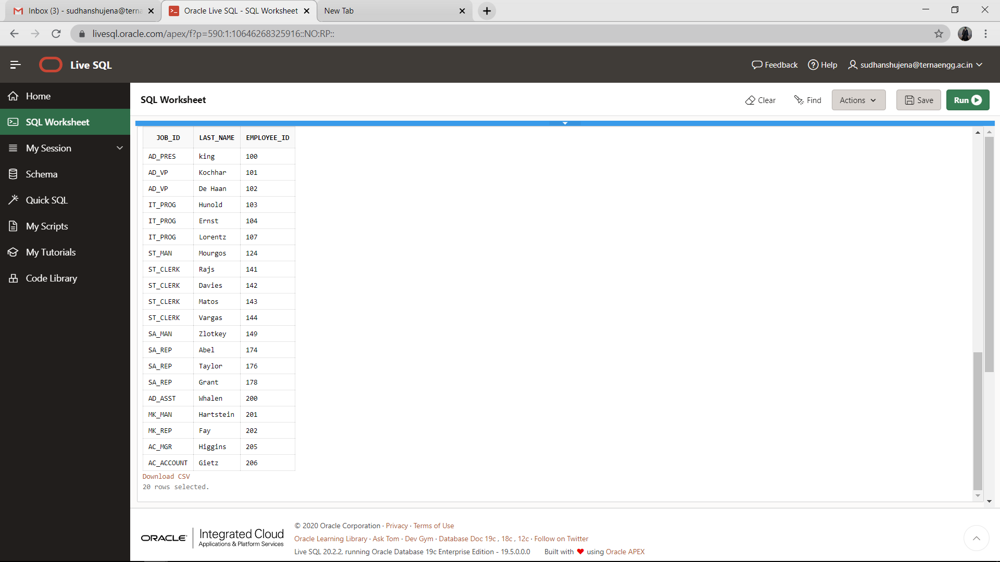 Inbox (3) - sudhanshujena@terna
Oracle Live SQL - SQL Worksheet
New Tab
livesql.oracle.com/apex/f?p=590:1:10646268325916::NO:RP::
Live SQL
Feedback
Help
sudhanshujena@ternaengg.ac.in
Home
SQL Worksheet
My Session
Schema
Quick SQL
My Scripts
My Tutorials
Code Library
SQL Worksheet
Clear
Find
Actions
Save
Run
JOB_ID LAST_NAME EMPLOYEE_ID
AD_PRES king 100
AD_VP Kochhar 101
AD_VP De Haan 102
IT_PROG Hunold 103
IT_PROG Ernst 104
IT_PROG Lorentz 107
ST_MAN Mourgos 124
ST_CLERK Rajs 141
ST_CLERK Davies 142
ST_CLERK Matos 143
ST_CLERK Vargas 144
SA_MAN Zlotkey 149
SA_REP Abel 174
SA_REP Taylor 176
SA_REP Grant 178
AD_ASST Whalen 200
MK_MAN Hartstein 201
MK_REP Fay 202
AC_MGR Higgins 205
AC_ACCOUNT Gietz 206
Download CSV
20 rows selected.
ORACLE
Integrated Cloud
Applications & Platform Services
© 2020 Oracle Corporation · Privacy · Terms of Use
Oracle Learning Library · Ask Tom · Dev Gym · Database Doc 19c , 18c , 12c · Follow on Twitter
Live SQL 20.2.2, running Oracle Database 19c Enterprise Edition - 19.5.0.0.0 Built with ❤ using Oracle APEX